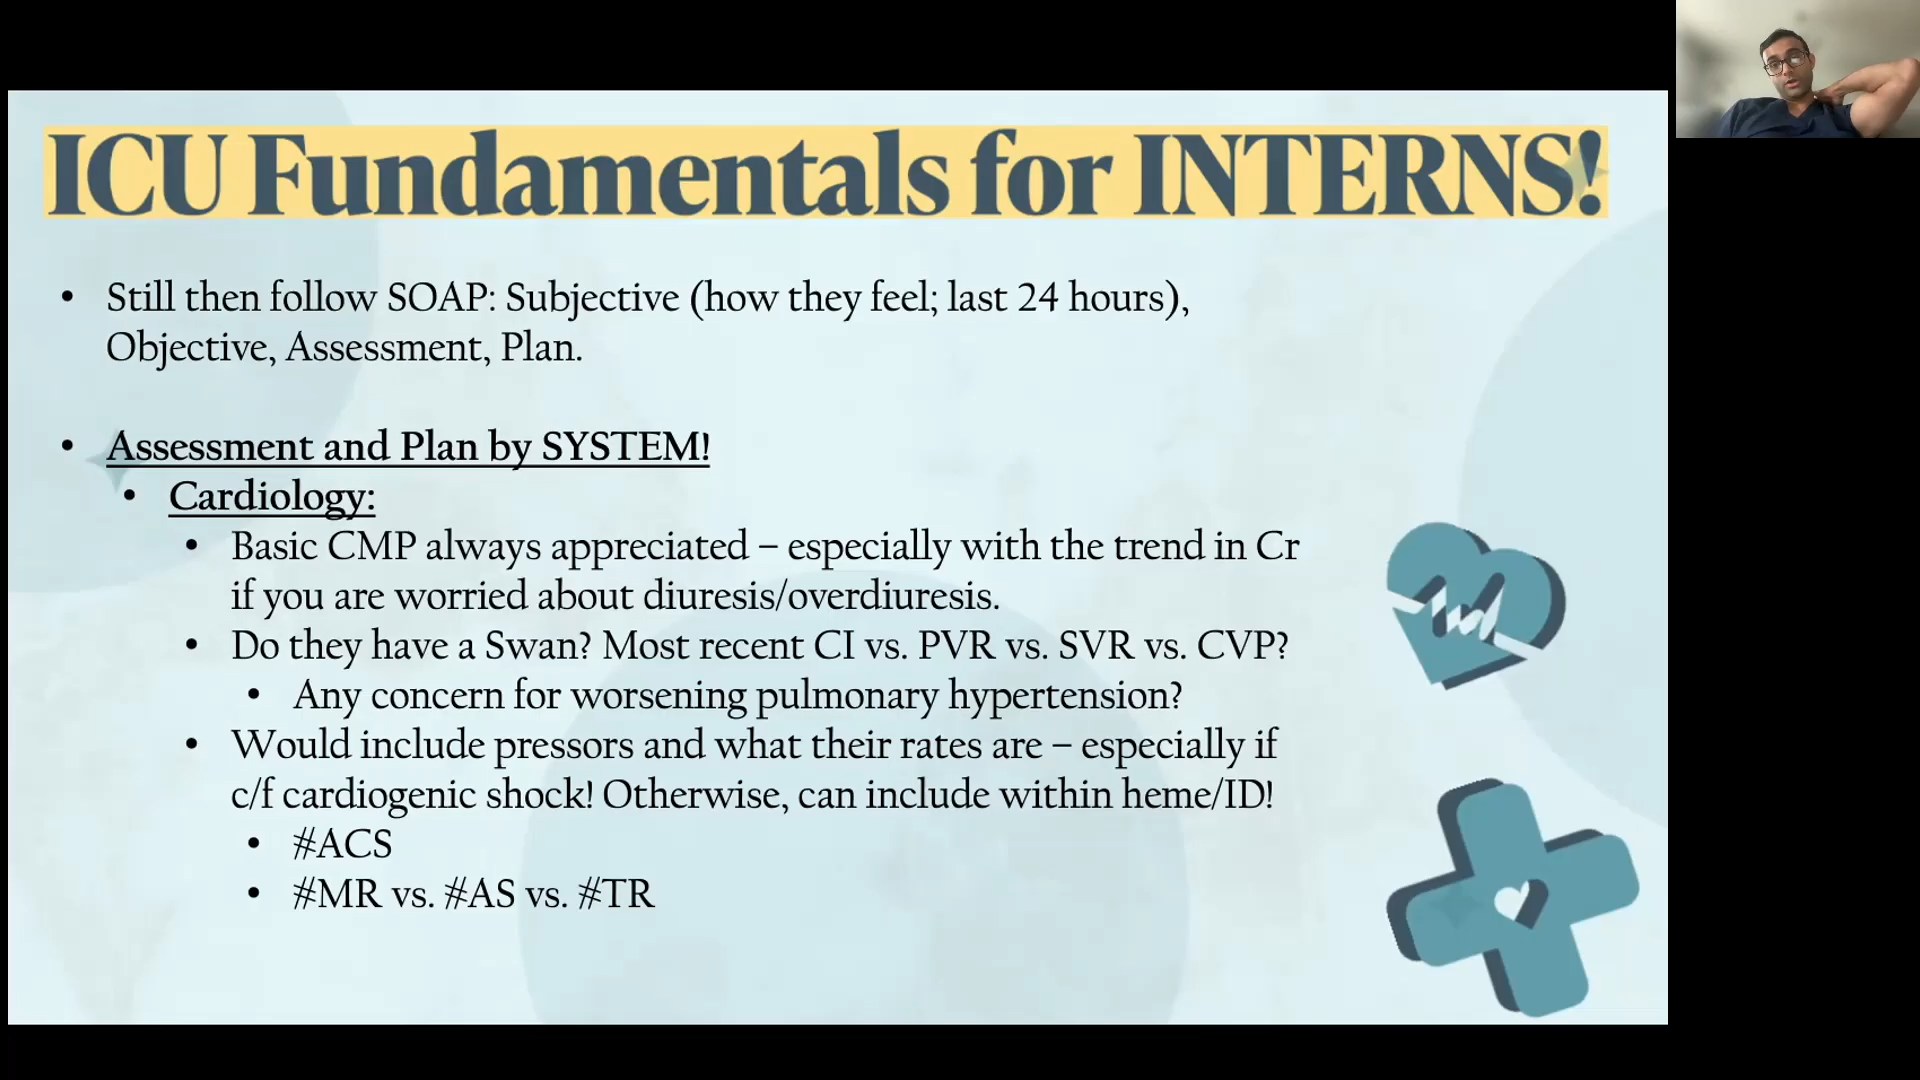 ICU Fundamentals for INTERNS!
• Still then follow SOAP: Subjective (how they feel; last 24 hours),
Objective, Assessment, Plan.
• Assessment and Plan by SYSTEM!
• Cardiology:
• Basic CMP always appreciated – especially with the trend in Cr
if you are worried about diuresis/overdiuresis.
• Do they have a Swan? Most recent CI vs. PVR vs. SVR vs. CVP?
• Any concern for worsening pulmonary hypertension?
• Would include pressors and what their rates are – especially if
c/f cardiogenic shock! Otherwise, can include within heme/ID!
• #ACS
• #MR vs. #AS vs. #TR